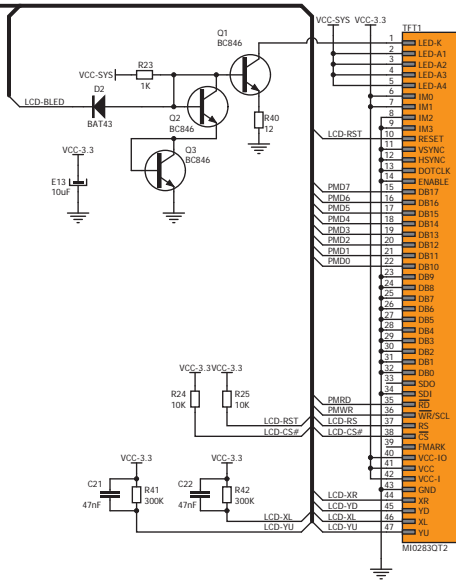 Q1
BC846
VCC-SYS VCC-3.3
TFT1
R23
VCC-SYS
1K
D2
LCD-BLED
BAT43
Q2
BC846
R40
12
Q3
BC846
VCC-3.3
E13
10uF
LCD-RST
PMD7
PMD6
PMD5
PMD4
PMD3
PMD2
PMD1
PMD0
1 LED-K
2 LED-A1
3 LED-A2
4 LED-A3
5 LED-A4
6 IM0
7 IM1
8 IM2
9 IM3
10 RESET
11 VSYNC
12 HSYNC
13 DOTCLK
14 ENABLE
15 DB17
16 DB16
17 DB15
18 DB14
19 DB13
20 DB12
21 DB11
22 DB10
23 DB9
24 DB8
25 DB7
26 DB6
27 DB5
28 DB4
29 DB3
30 DB2
31 DB1
32 DB0
33 SDO
34 SDI
35 RD
36 WR/SCL
37 RS
38 CS
39 FMARK
40 VCC-IO
41 VCC
42 VCC-I
43 GND
44 XR
45 YD
46 XL
47 YU
MI0283QT2
VCC-3.3 VCC-3.3
R24
10K
R25
10K
PMRD
PMWR
LCD-RST LCD-RS
LCD-CS# LCD-CS#
VCC-3.3
VCC-3.3
C21
47nF
R41
300K
C22
47nF
R42
300K
LCD-XR
LCD-YD
LCD-XL LCD-XL
LCD-YU LCD-YU